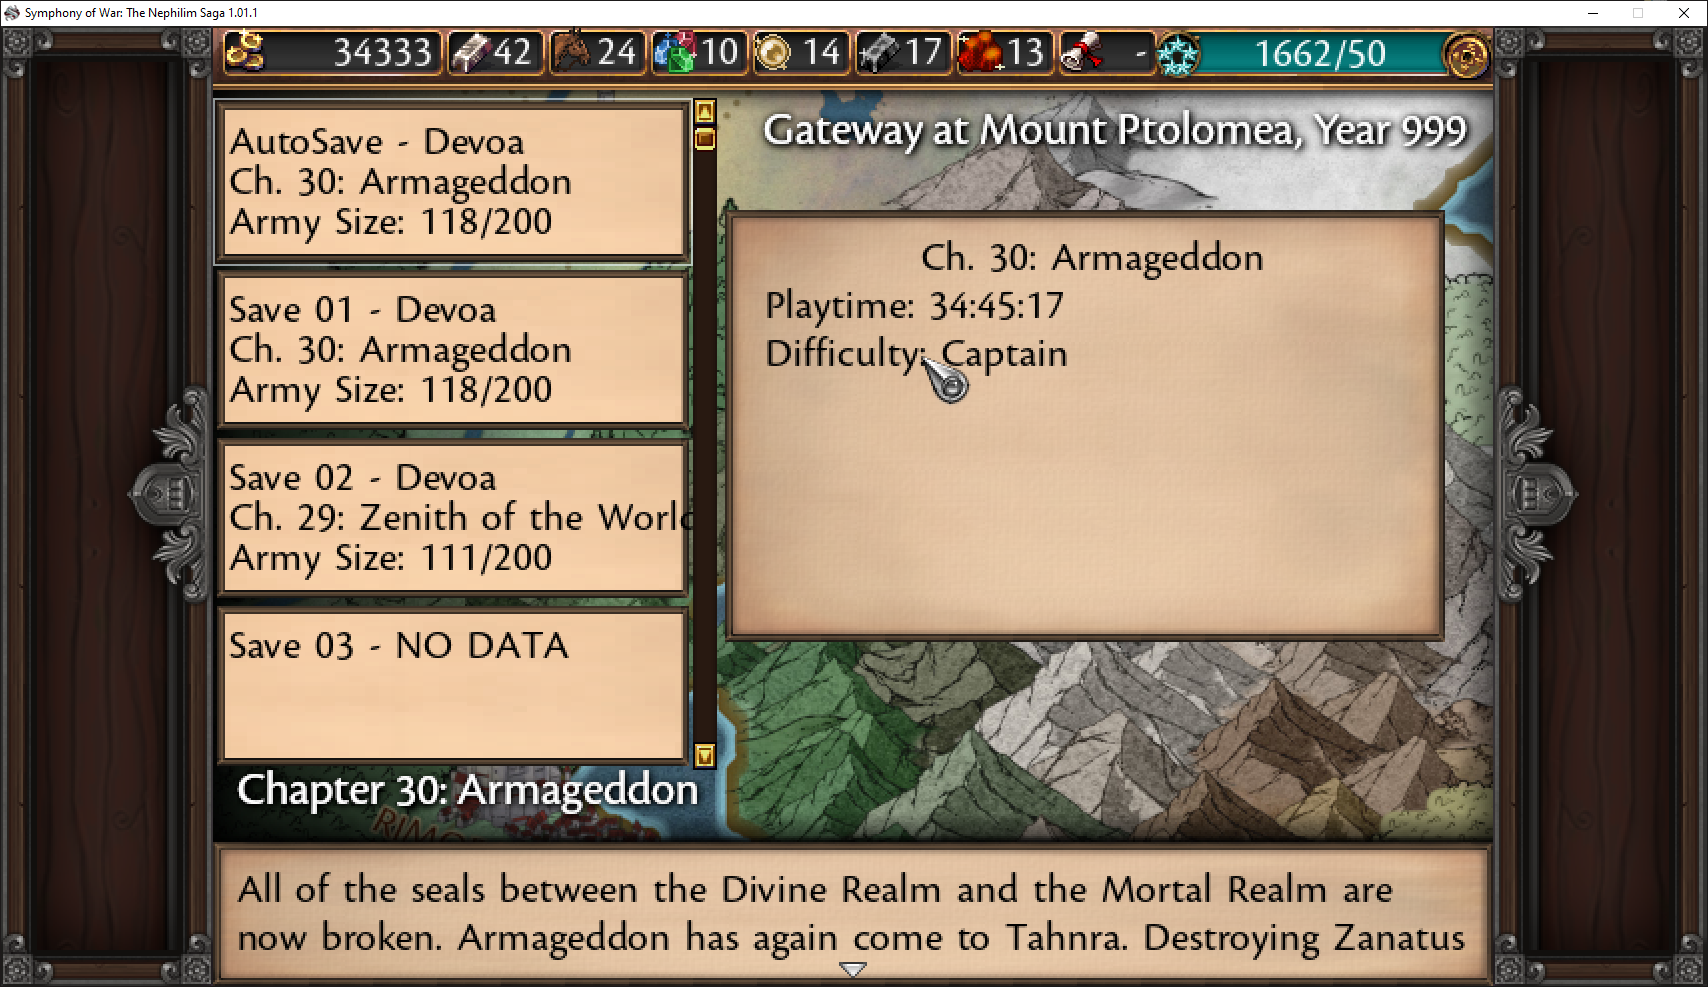 Symphony of War: The Nephilim Saga 1.01.1
34333 42 24 10 14 17 13 - 1662/50
AutoSave - Devoa
Ch. 30: Armageddon
Army Size: 118/200
Save 01 - Devoa
Ch. 30: Armageddon
Army Size: 118/200
Save 02 - Devoa
Ch. 29: Zenith of the World
Army Size: 111/200
Save 03 - NO DATA
Gateway at Mount Ptolomea, Year 999
Ch. 30: Armageddon
Playtime: 34:45:17
Difficulty: Captain
Chapter 30: Armageddon
RIMO
All of the seals between the Divine Realm and the Mortal Realm are
now broken. Armageddon has again come to Tahnra. Destroying Zanatus